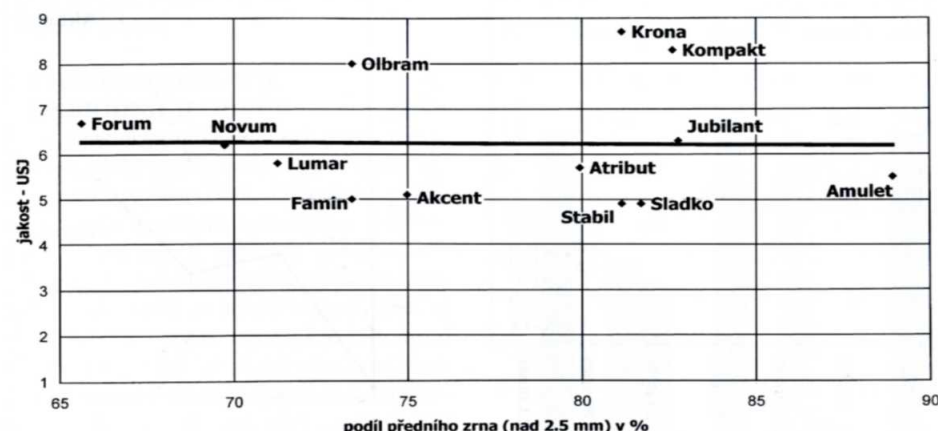 9
Krona
Kompakt
8
Olbram
7
Forum
Novum
Jubilant
6
Lumar
Atribut
Famin
Akcent
Stabil
Sladko
Amulet
5
4
3
2
1
65
70
75
80
85
90
jakost - USJ
podíl předního zrna (nad 2.5 mm) v %